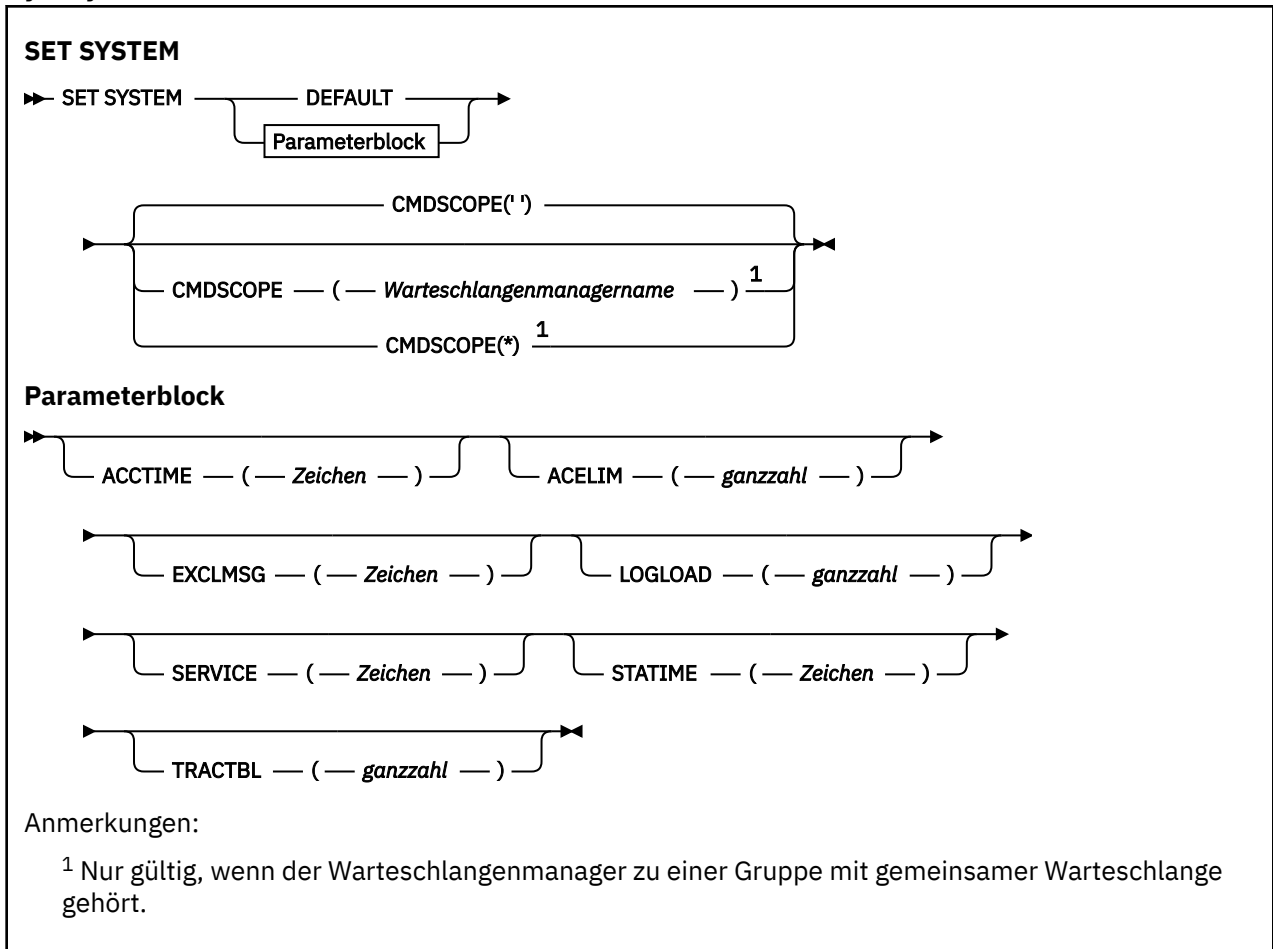 SET SYSTEM
SET SYSTEM DEFAULT
Parameterblock
CMDSCOPE(' ')
CMDSCOPE ( Warteschlangenmanagername ) 1
CMDSCOPE(*) 1
Parameterblock
ACCTIME ( Zeichen ) ACELIM ( ganzzahl )
EXCLMSG ( Zeichen ) LOGLOAD ( ganzzahl )
SERVICE ( Zeichen ) STATIME ( Zeichen )
TRACTBL ( ganzzahl )
Anmerkungen:
1 Nur gültig, wenn der Warteschlangenmanager zu einer Gruppe mit gemeinsamer Warteschlange
gehört.